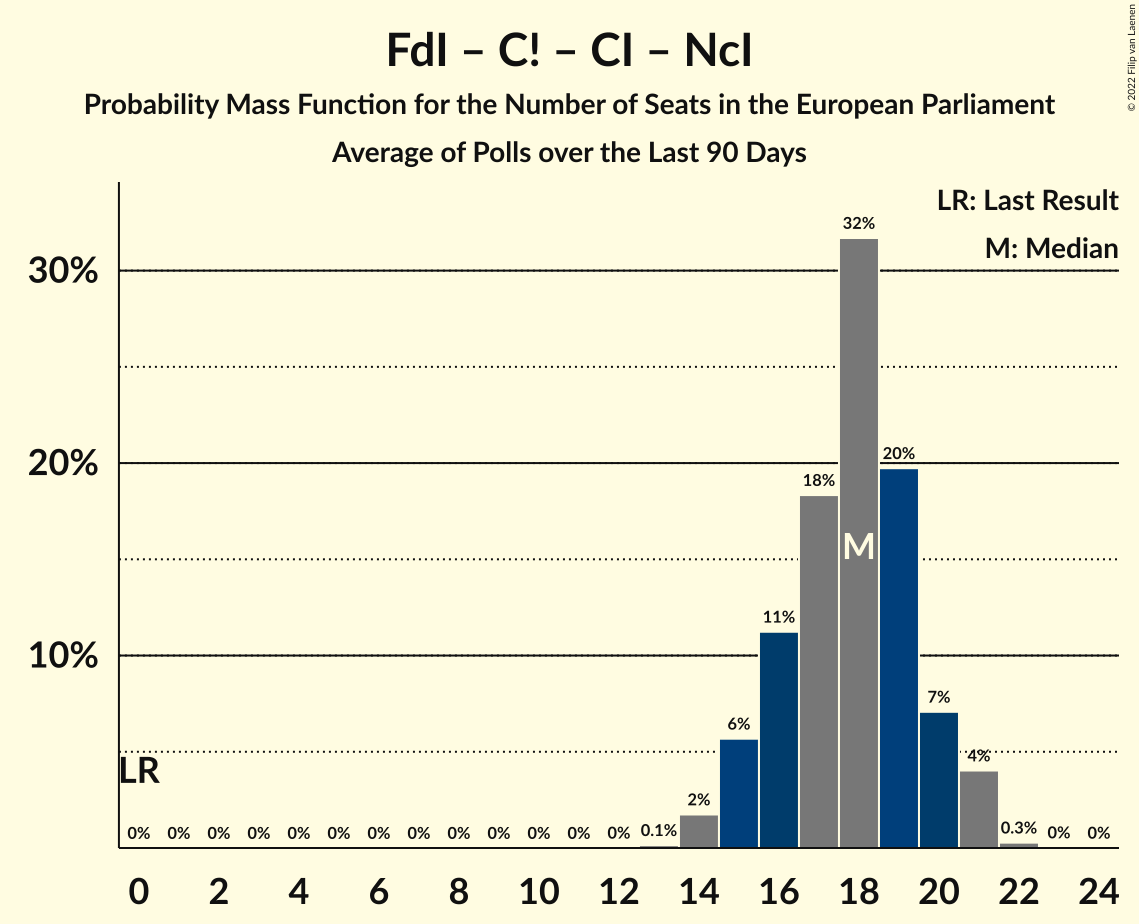 FdI – C! – CI – NcI
Probability Mass Function for the Number of Seats in the European Parliament
Average of Polls over the Last 90 Days
© 2022 Filip van Laenen
LR: Last Result
M: Median
30%
20%
10%
32%
20%
18%
M
11%
7%
6%
4%
LR
2%
0% 0% 0% 0% 0% 0% 0% 0% 0% 0% 0% 0% 0% 0.1% 0.3% 0% 0%
0 2 4 6 8 10 12 14 16 18 20 22 24